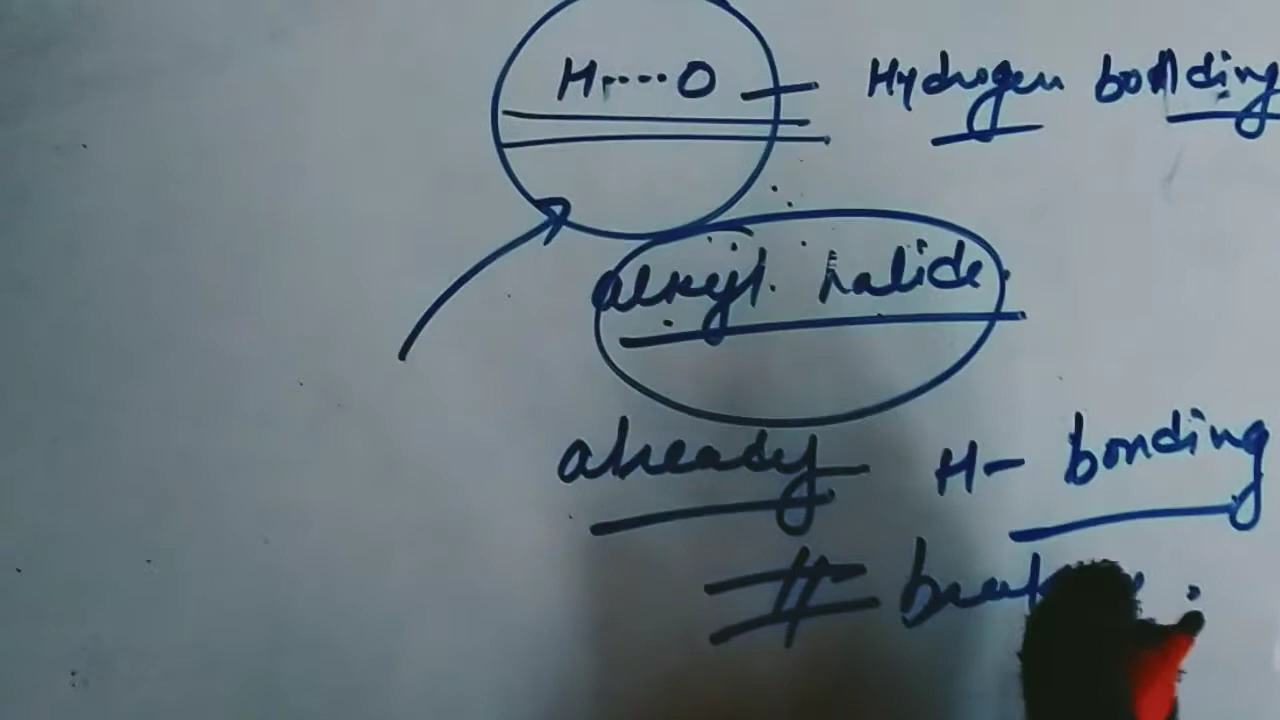 H····O — Hydrogen bonding
alkyl halide
already H- bonding